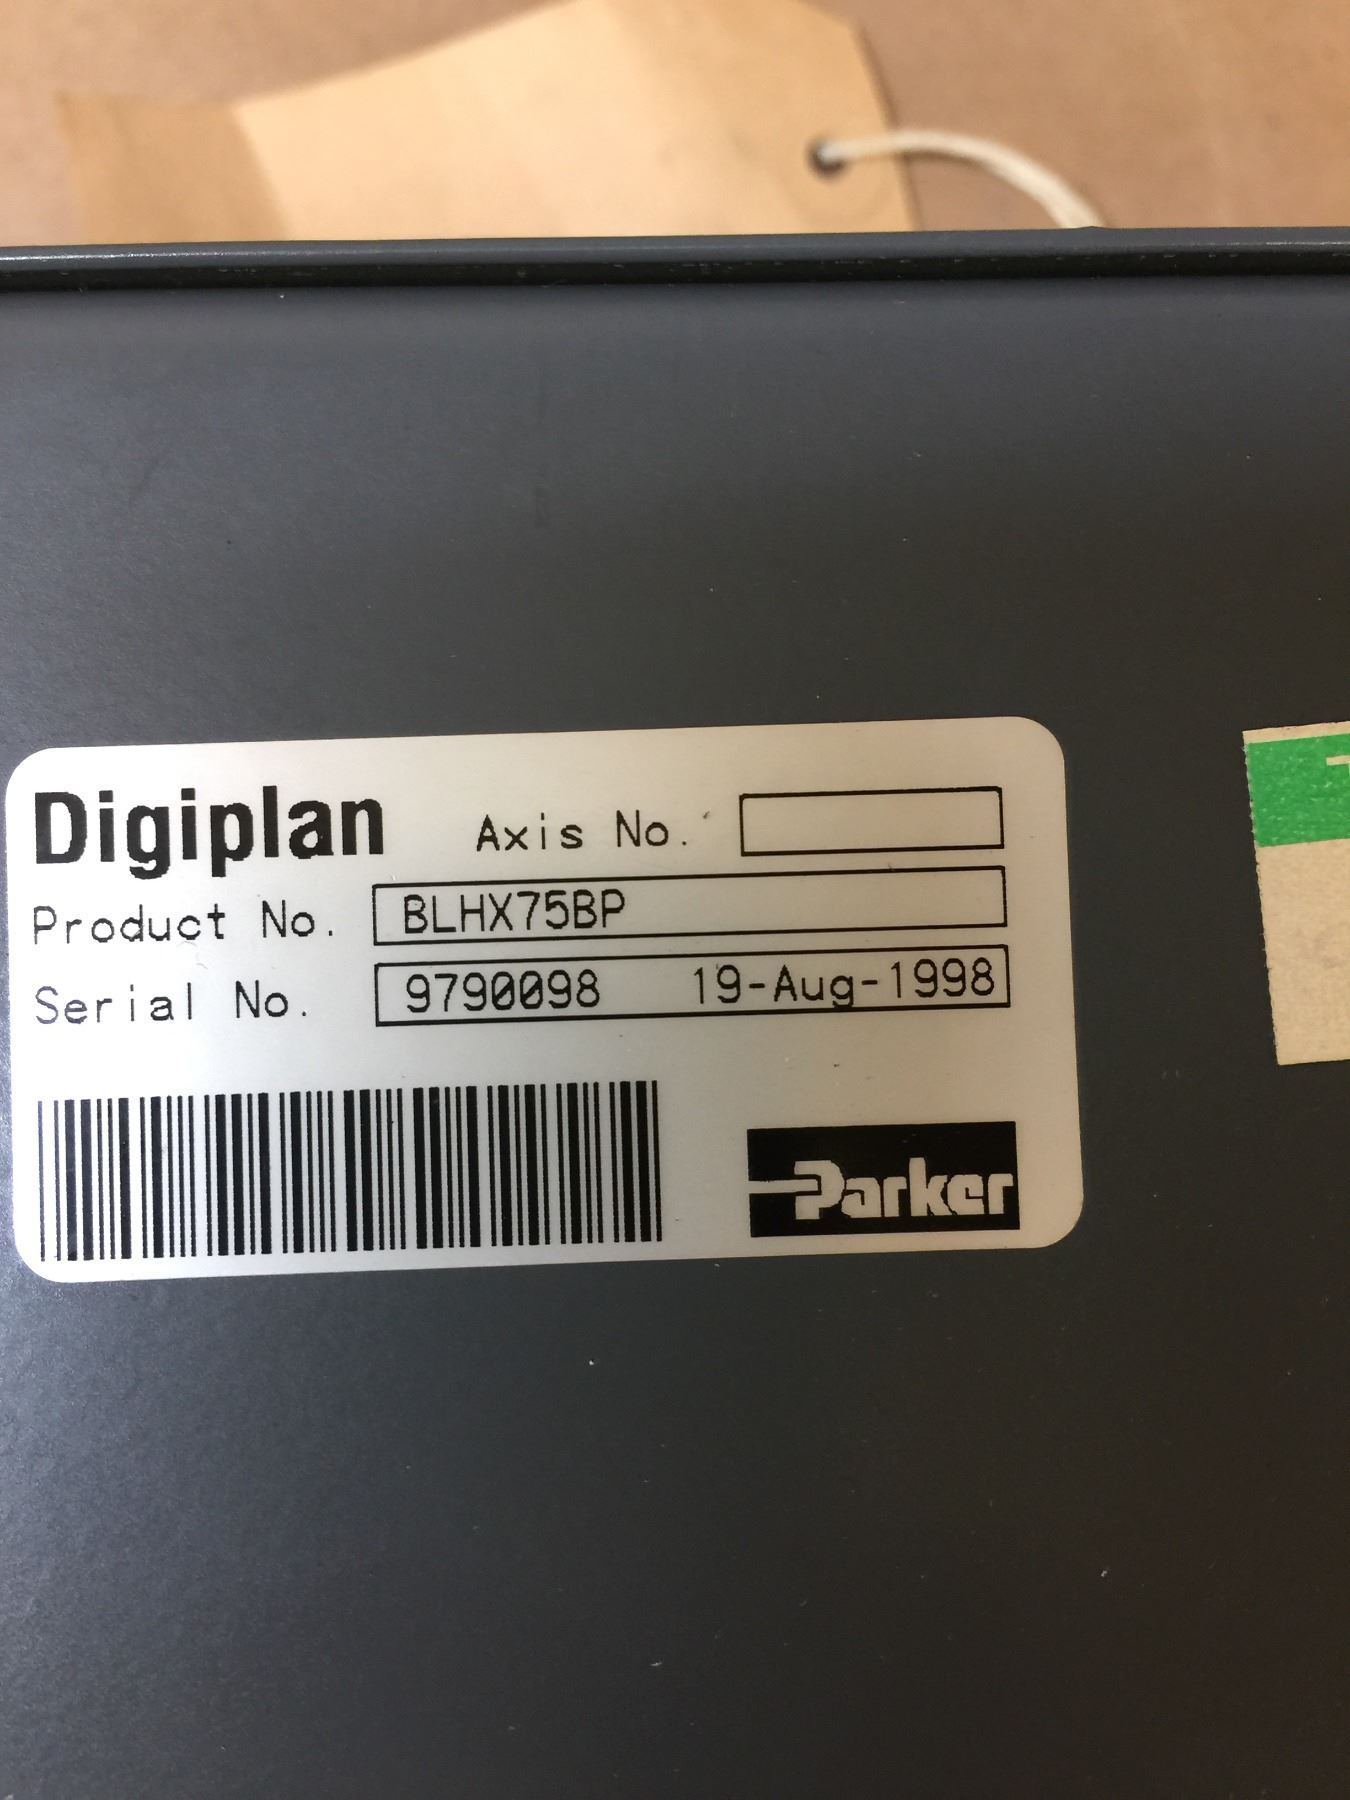 Digiplan
Axis No.
Product No. BLHX75BP
Serial No. 9790098 19-Aug-1998
Parker